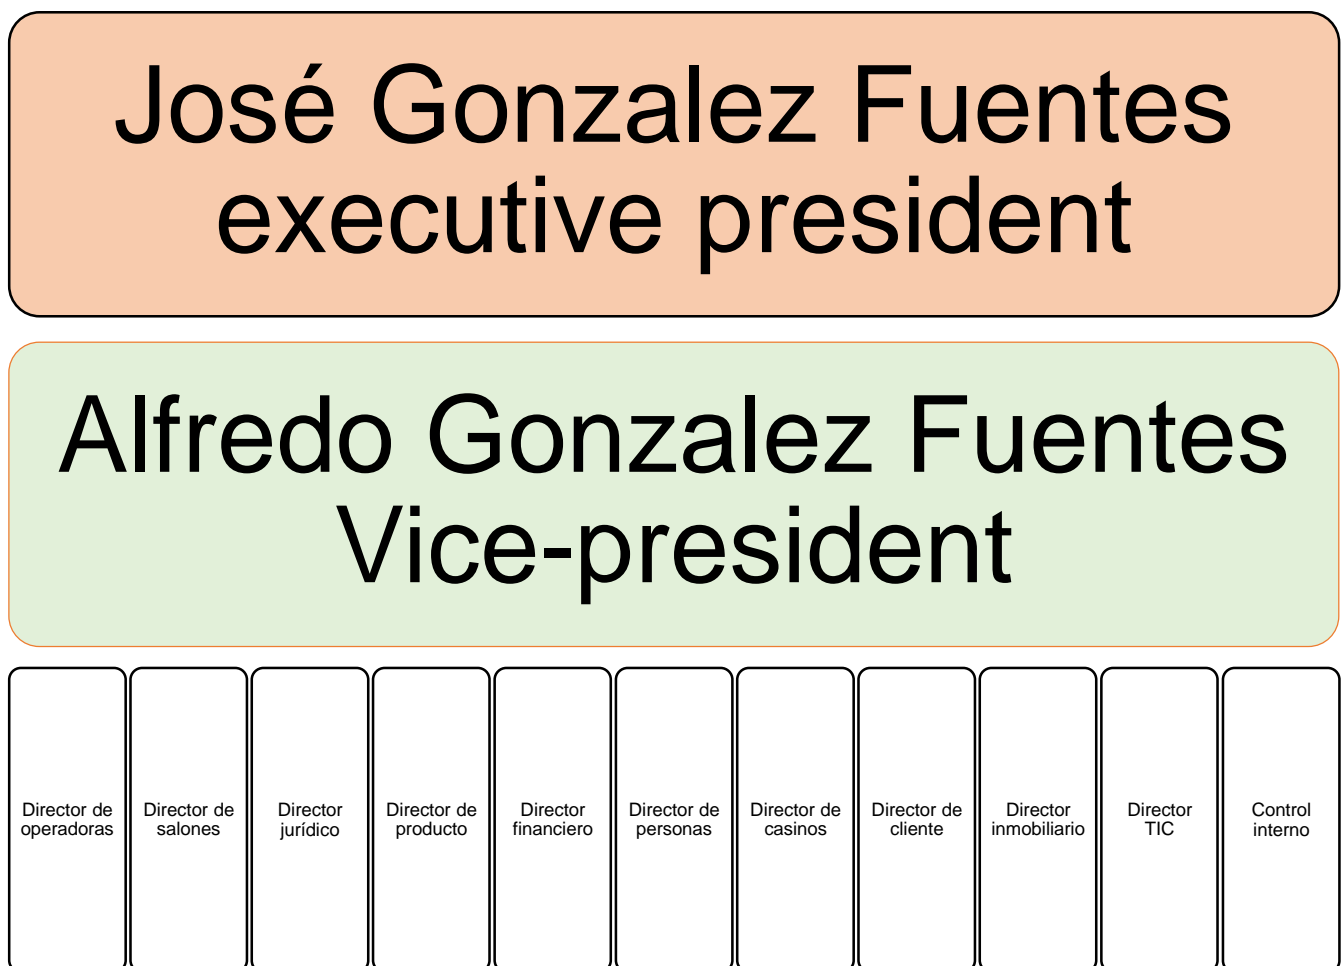 José Gonzalez Fuentes
executive president
Alfredo Gonzalez Fuentes
Vice-president
Director de
operadoras
Director de
salones
Director
jurídico
Director de
producto
Director
financiero
Director de
personas
Director de
casinos
Director de
cliente
Director
inmobiliario
Director
TIC
Control
interno